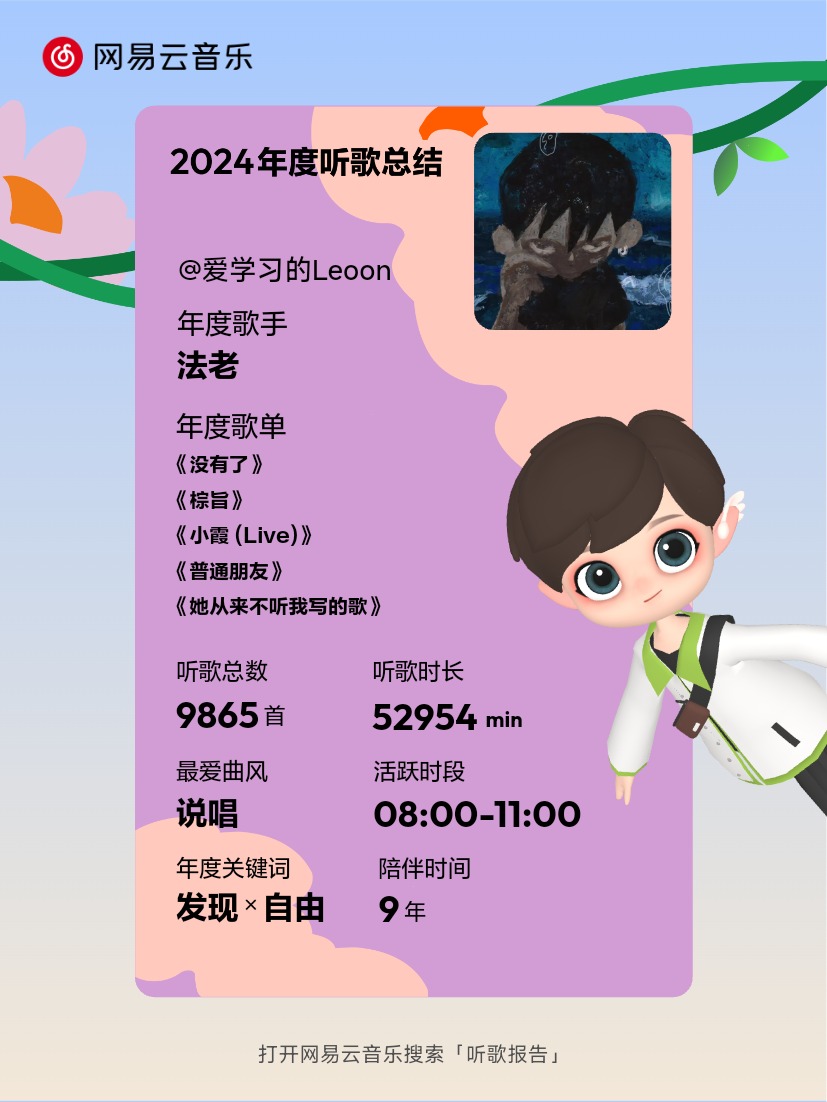 网易云音乐
2024年度听歌总结
@爱学习的Leoon
年度歌手
法老
年度歌单
《没有了》
《棕旨》
《小霞 (Live)》
《普通朋友》
《她从来不听我写的歌》
听歌总数 听歌时长
9865首 52954 min
最爱曲风 活跃时段
说唱 08:00-11:00
年度关键词 陪伴时间
发现×自由 9年
打开网易云音乐搜索「听歌报告」